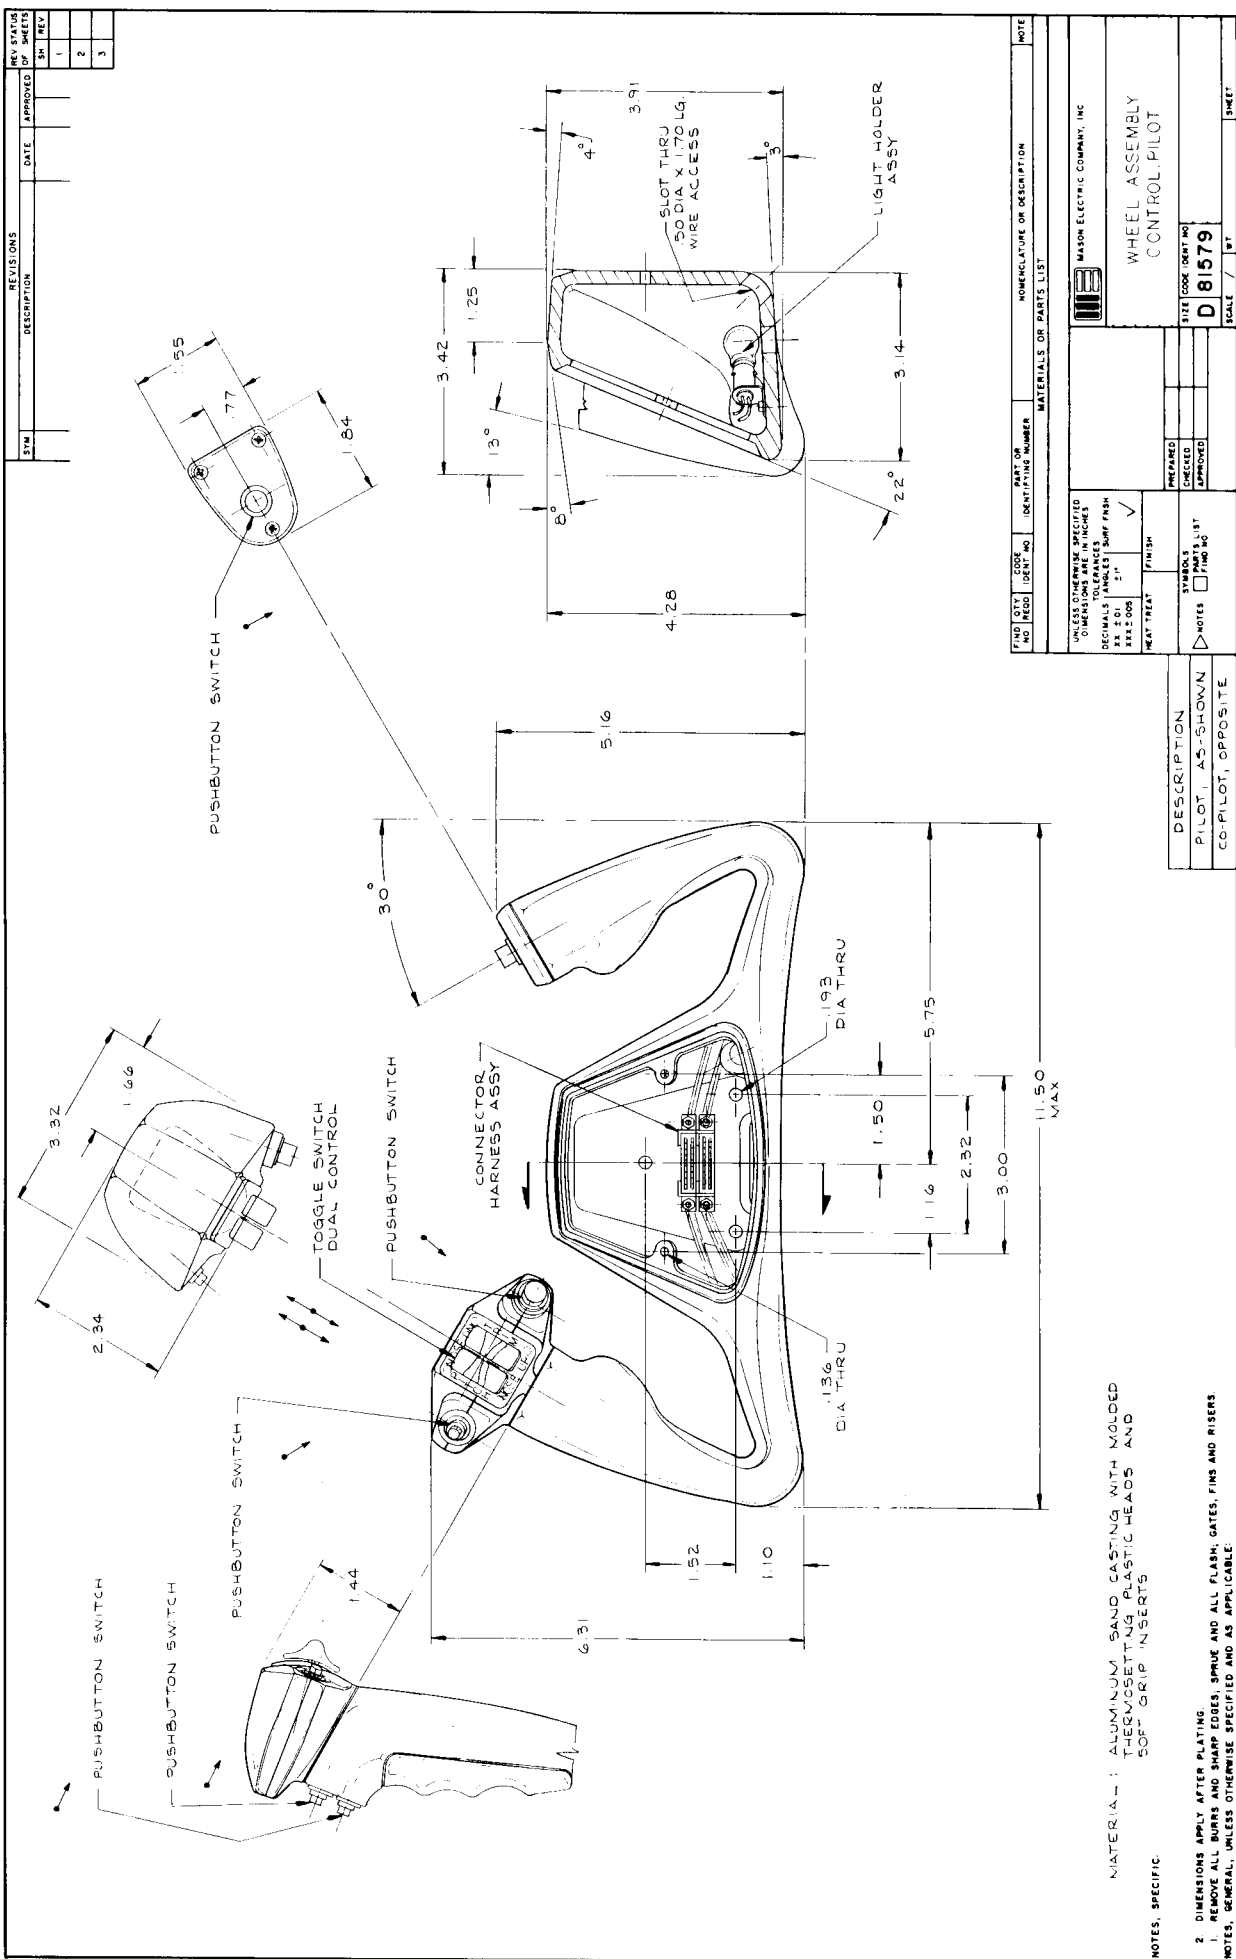 REVISIONS
SYM
DESCRIPTION
DATE
APPROVED
REV STATUS
OF SHEETS
SH
REV
1
2
3
PUSHBUTTON SWITCH
1.55
.77
1.84
3.32
1.66
2.34
TOGGLE SWITCH
DUAL CONTROL
PUSHBUTTON SWITCH
CONNECTOR
HARNESS ASSY
PUSHBUTTON SWITCH
PUSHBUTTON SWITCH
PUSHBUTTON SWITCH
1.44
30°
3.42
1.25
13°
8°
4°
3.91
SLOT THRU
.50 DIA X 1.70 LG.
WIRE ACCESS
3°
LIGHT HOLDER
ASSY
3.14
22°
4.28
5.16
6.31
1.52
1.10
.136
DIA THRU
.193
DIA THRU
1.50
5.75
1.16
2.32
3.00
11.50
MAX
MATERIAL: ALUMINUM SAND CASTING WITH MOLDED
THERMOSETTING PLASTIC HEADS AND
SOFT GRIP INSERTS
NOTES, SPECIFIC:
2. DIMENSIONS APPLY AFTER PLATING.
1. REMOVE ALL BURRS AND SHARP EDGES, SPRUE AND ALL FLASH, GATES, FINS AND RISERS.
NOTES, GENERAL, UNLESS OTHERWISE SPECIFIED AND AS APPLICABLE:
DESCRIPTION
PILOT, AS-SHOWN
CO-PILOT, OPPOSITE
FIND NO
QTY REQD
CODE IDENT NO
PART OR IDENTIFYING NUMBER
NOMENCLATURE OR DESCRIPTION
NOTE
MATERIALS OR PARTS LIST
UNLESS OTHERWISE SPECIFIED
DIMENSIONS ARE IN INCHES
TOLERANCES
DECIMALS
ANGLES
SURF FNSH
XX ± 01
± 1°
XXX ± 005
HEAT TREAT
FINISH
SYMBOLS
NOTES
PARTS LIST
FIND NO
PREPARED
CHECKED
APPROVED
MASON ELECTRIC COMPANY, INC
WHEEL ASSEMBLY
CONTROL, PILOT
SIZE
CODE IDENT NO
D
81579
SCALE /
WT
SHEET